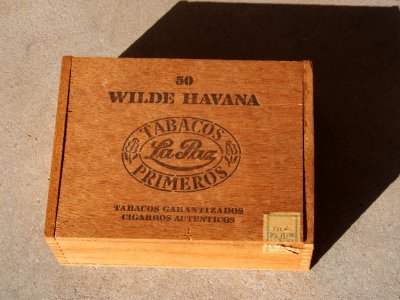 50
WILDE HAVANA
TABACOS
La Paz
PRIMEROS
TABACOS GARANTIZADOS
CIGARROS AUTENTICOS